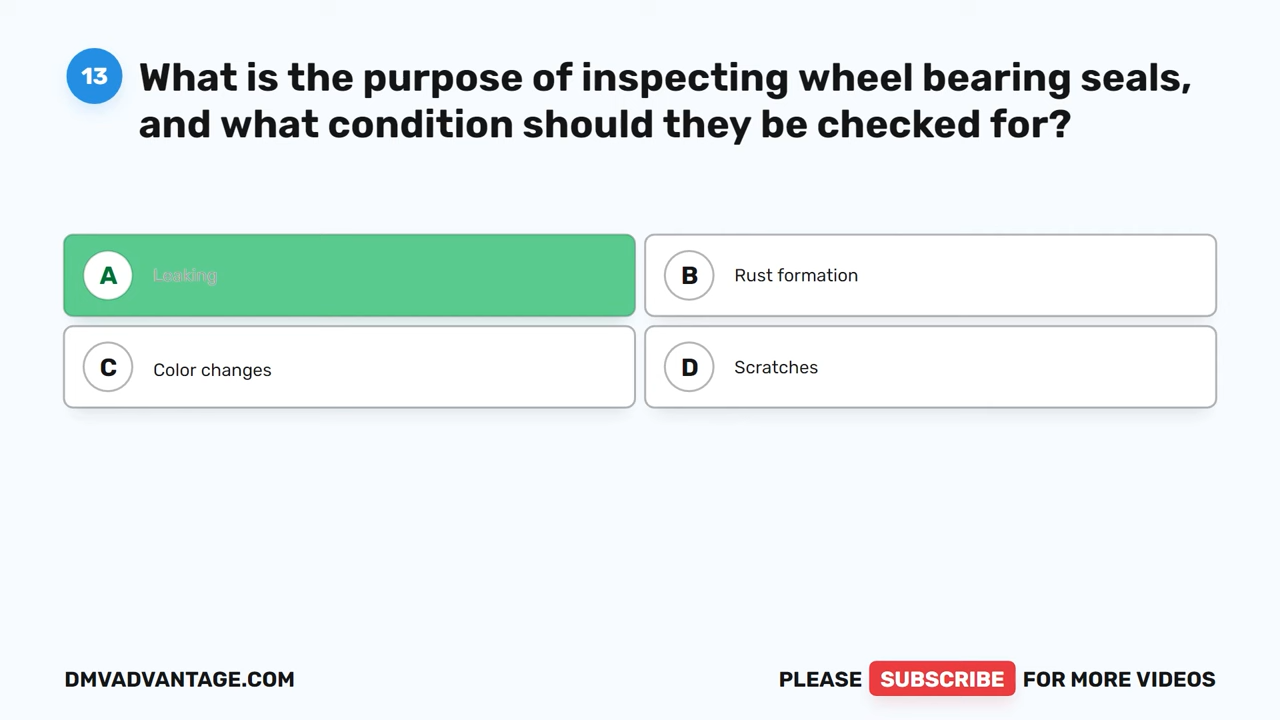 13 What is the purpose of inspecting wheel bearing seals,
and what condition should they be checked for?
A Leaking
B Rust formation
C Color changes
D Scratches
DMVADVANTAGE.COM
PLEASE SUBSCRIBE FOR MORE VIDEOS